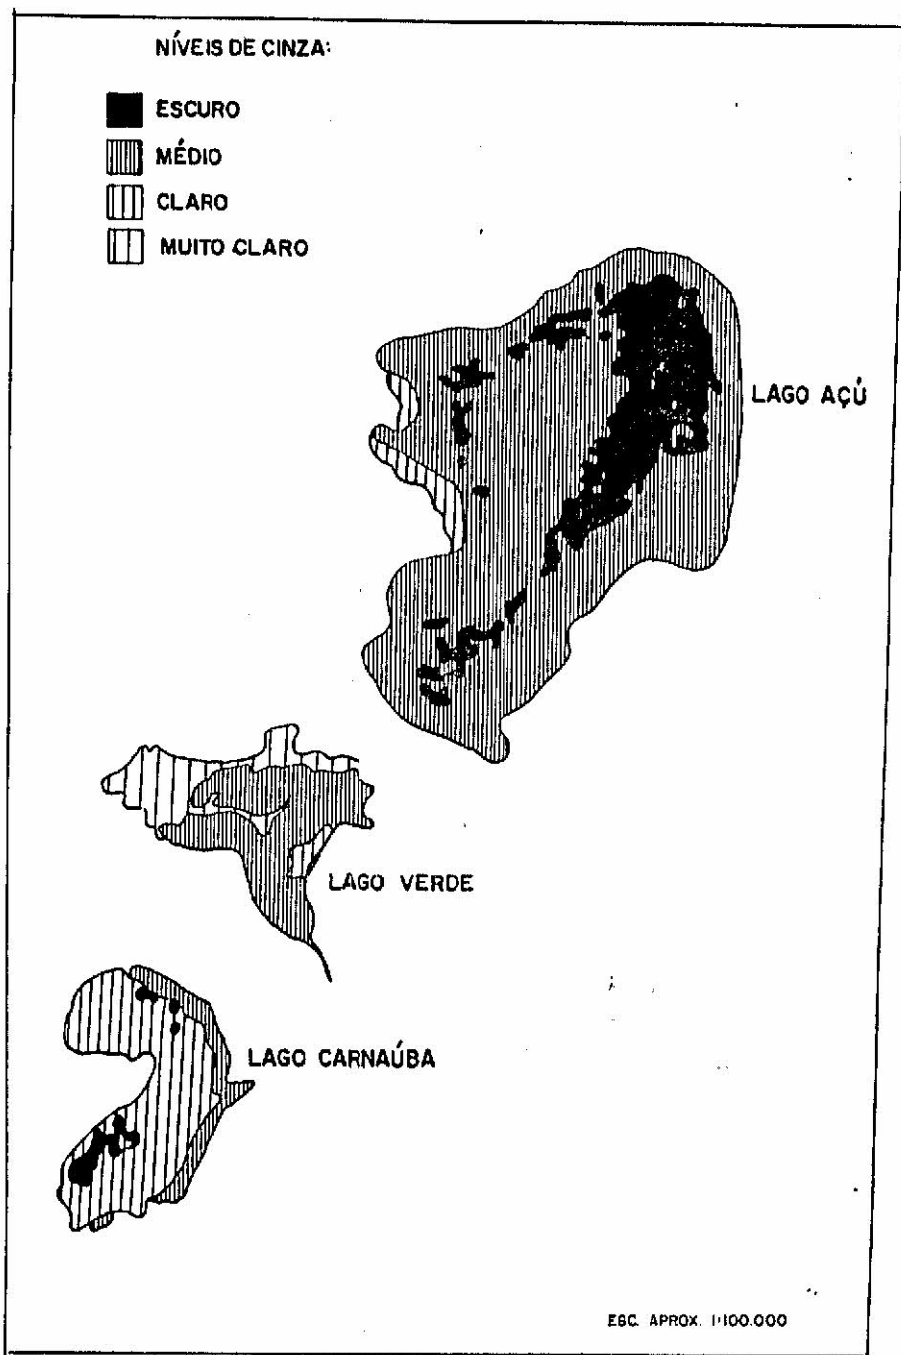 NÍVEIS DE CINZA:
ESCURO
MÉDIO
CLARO
MUITO CLARO
LAGO AÇÚ
LAGO VERDE
LAGO CARNAÚBA
ESC. APROX. 1:100.000